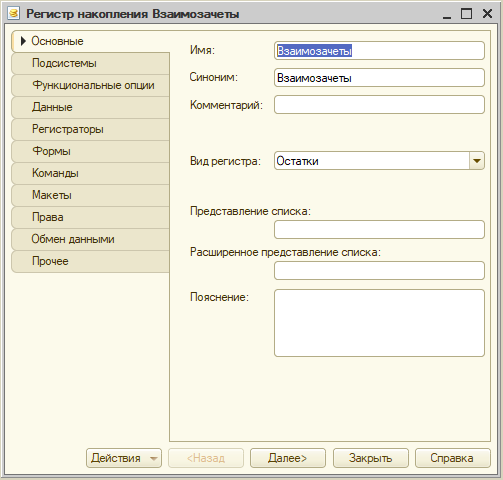 Регистр накопления Взаимозачеты
Основные
Подсистемы
Функциональные опции
Данные
Регистраторы
Формы
Команды
Макеты
Права
Обмен данными
Прочее
Имя: Взаимозачеты
Синоним: Взаимозачеты
Комментарий:
Вид регистра: Остатки
Представление списка:
Расширенное представление списка:
Пояснение:
Действия <Назад Далее> Закрыть Справка